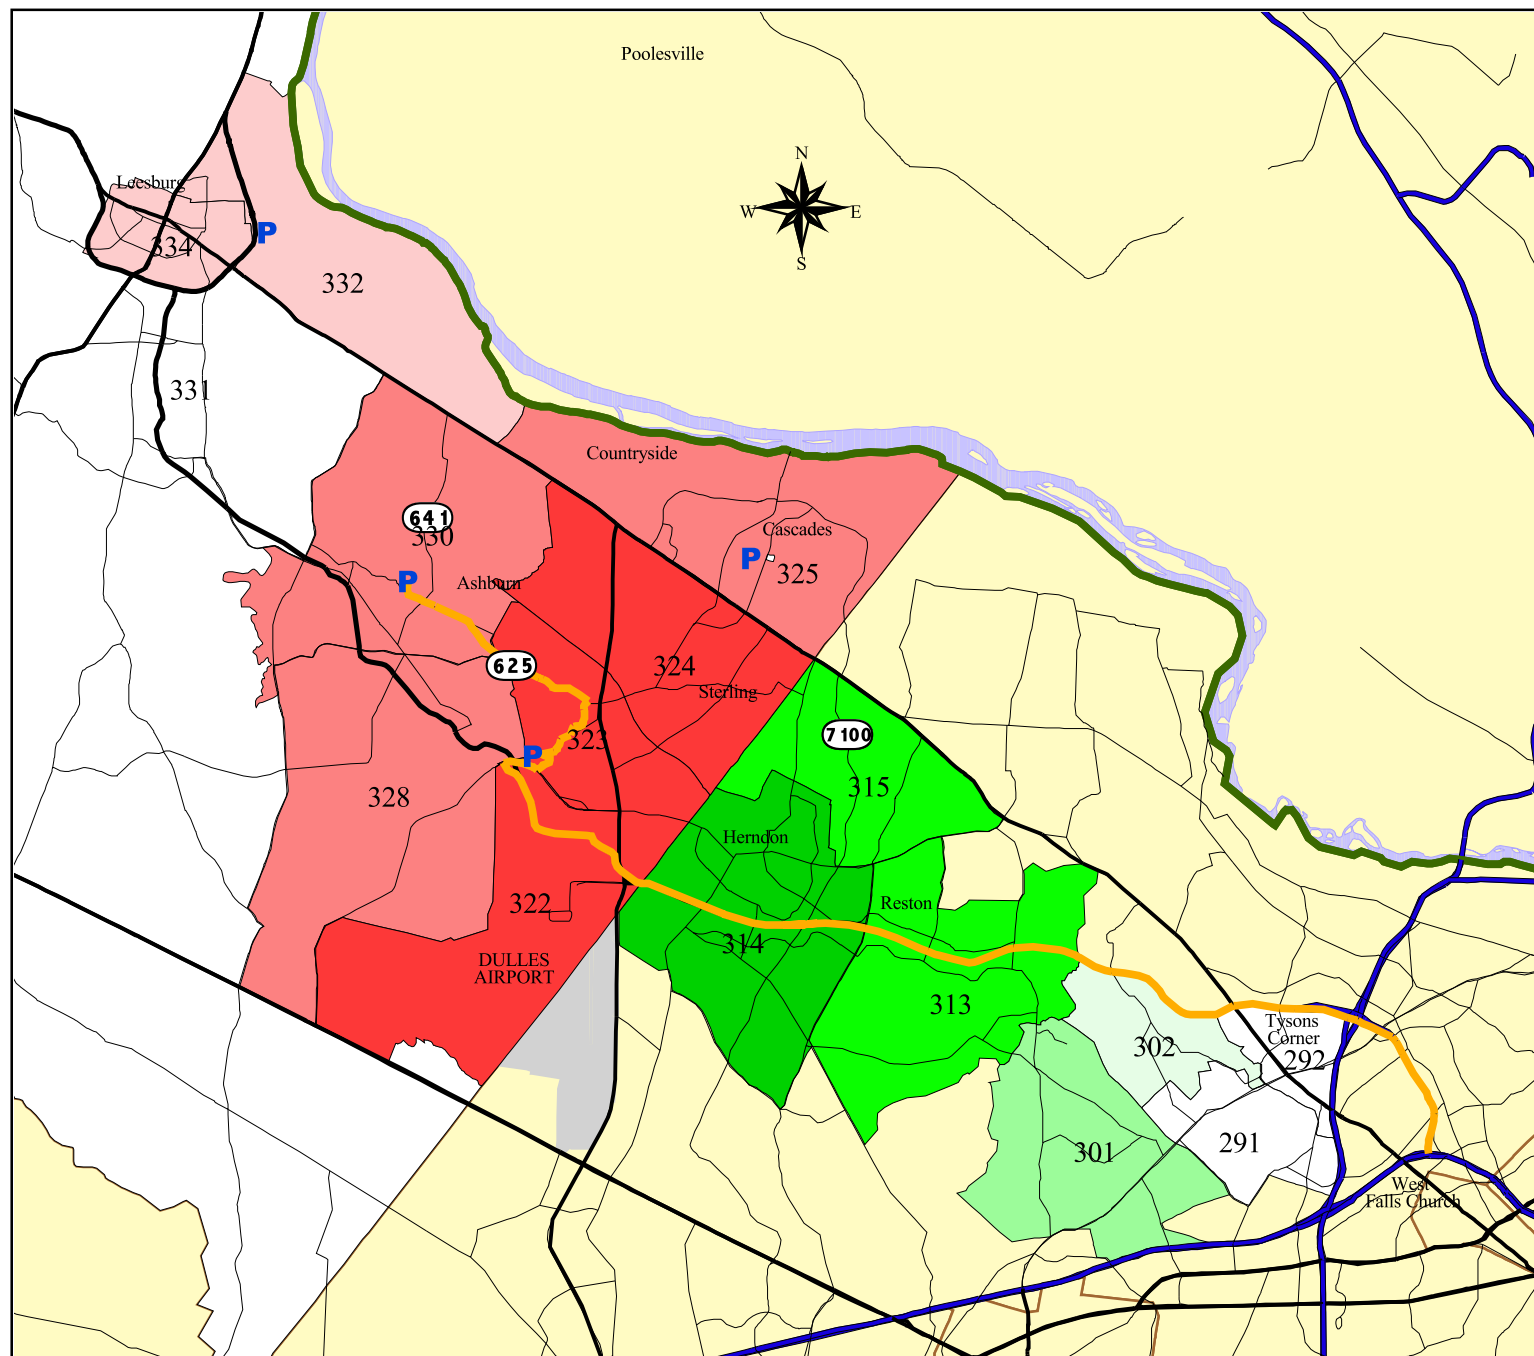 Poolesville
N
W
E
S
Leesburg
P
334
332
331
Countryside
641
330
Cascades
P
325
P
Ashburn
625
324
Sterling
323
P
7100
315
328
Herndon
322
Reston
314
DULLES
AIRPORT
313
Tysons
Corner
302
292
291
301
West
Falls Church